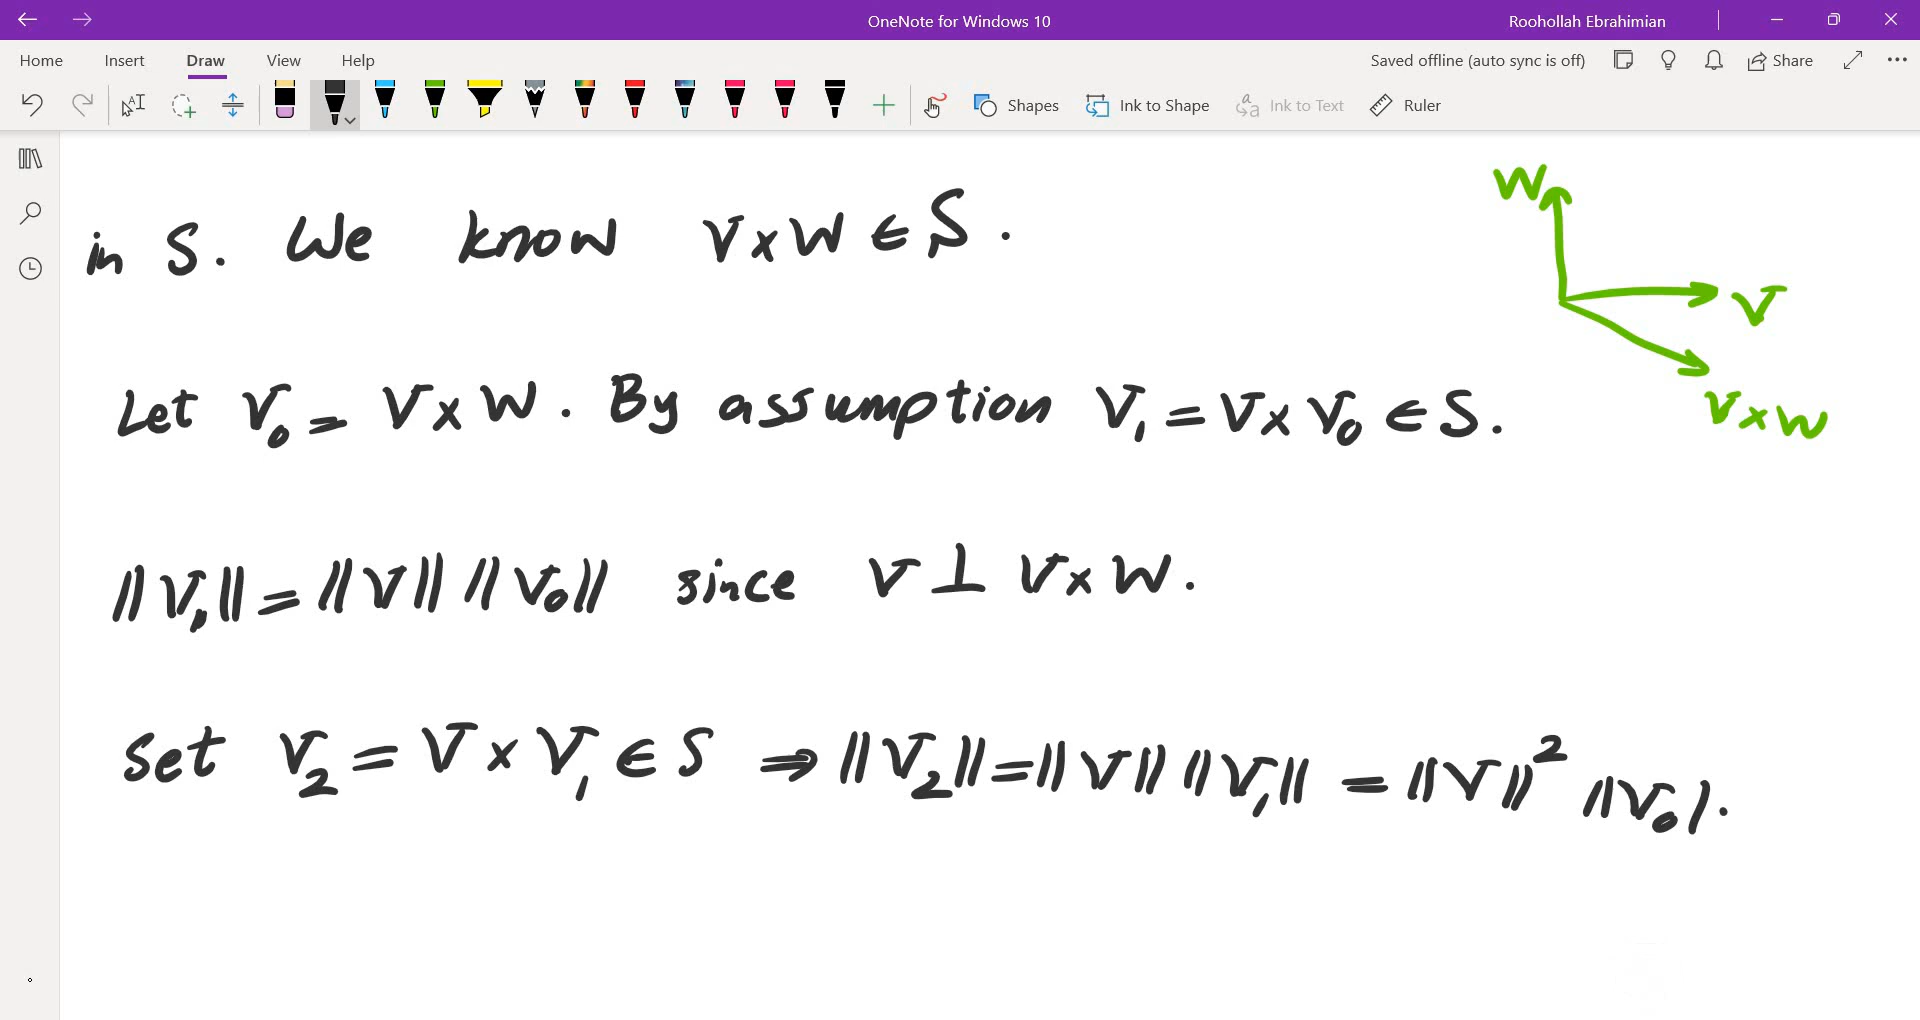 OneNote for Windows 10
Roohollah Ebrahimian
Home Insert Draw View Help
Saved offline (auto sync is off) Share
Shapes Ink to Shape Ink to Text Ruler
in S. We know V×W ∈ S.
Let V₀ = V×W. By assumption V₁ = V×V₀ ∈ S.
||V₁|| = ||V|| ||V₀|| since V ⊥ V×W.
Set V₂ = V×V₁ ∈ S ⇒ ||V₂|| = ||V|| ||V₁|| = ||V||² ||V₀|.
W
V
V×W